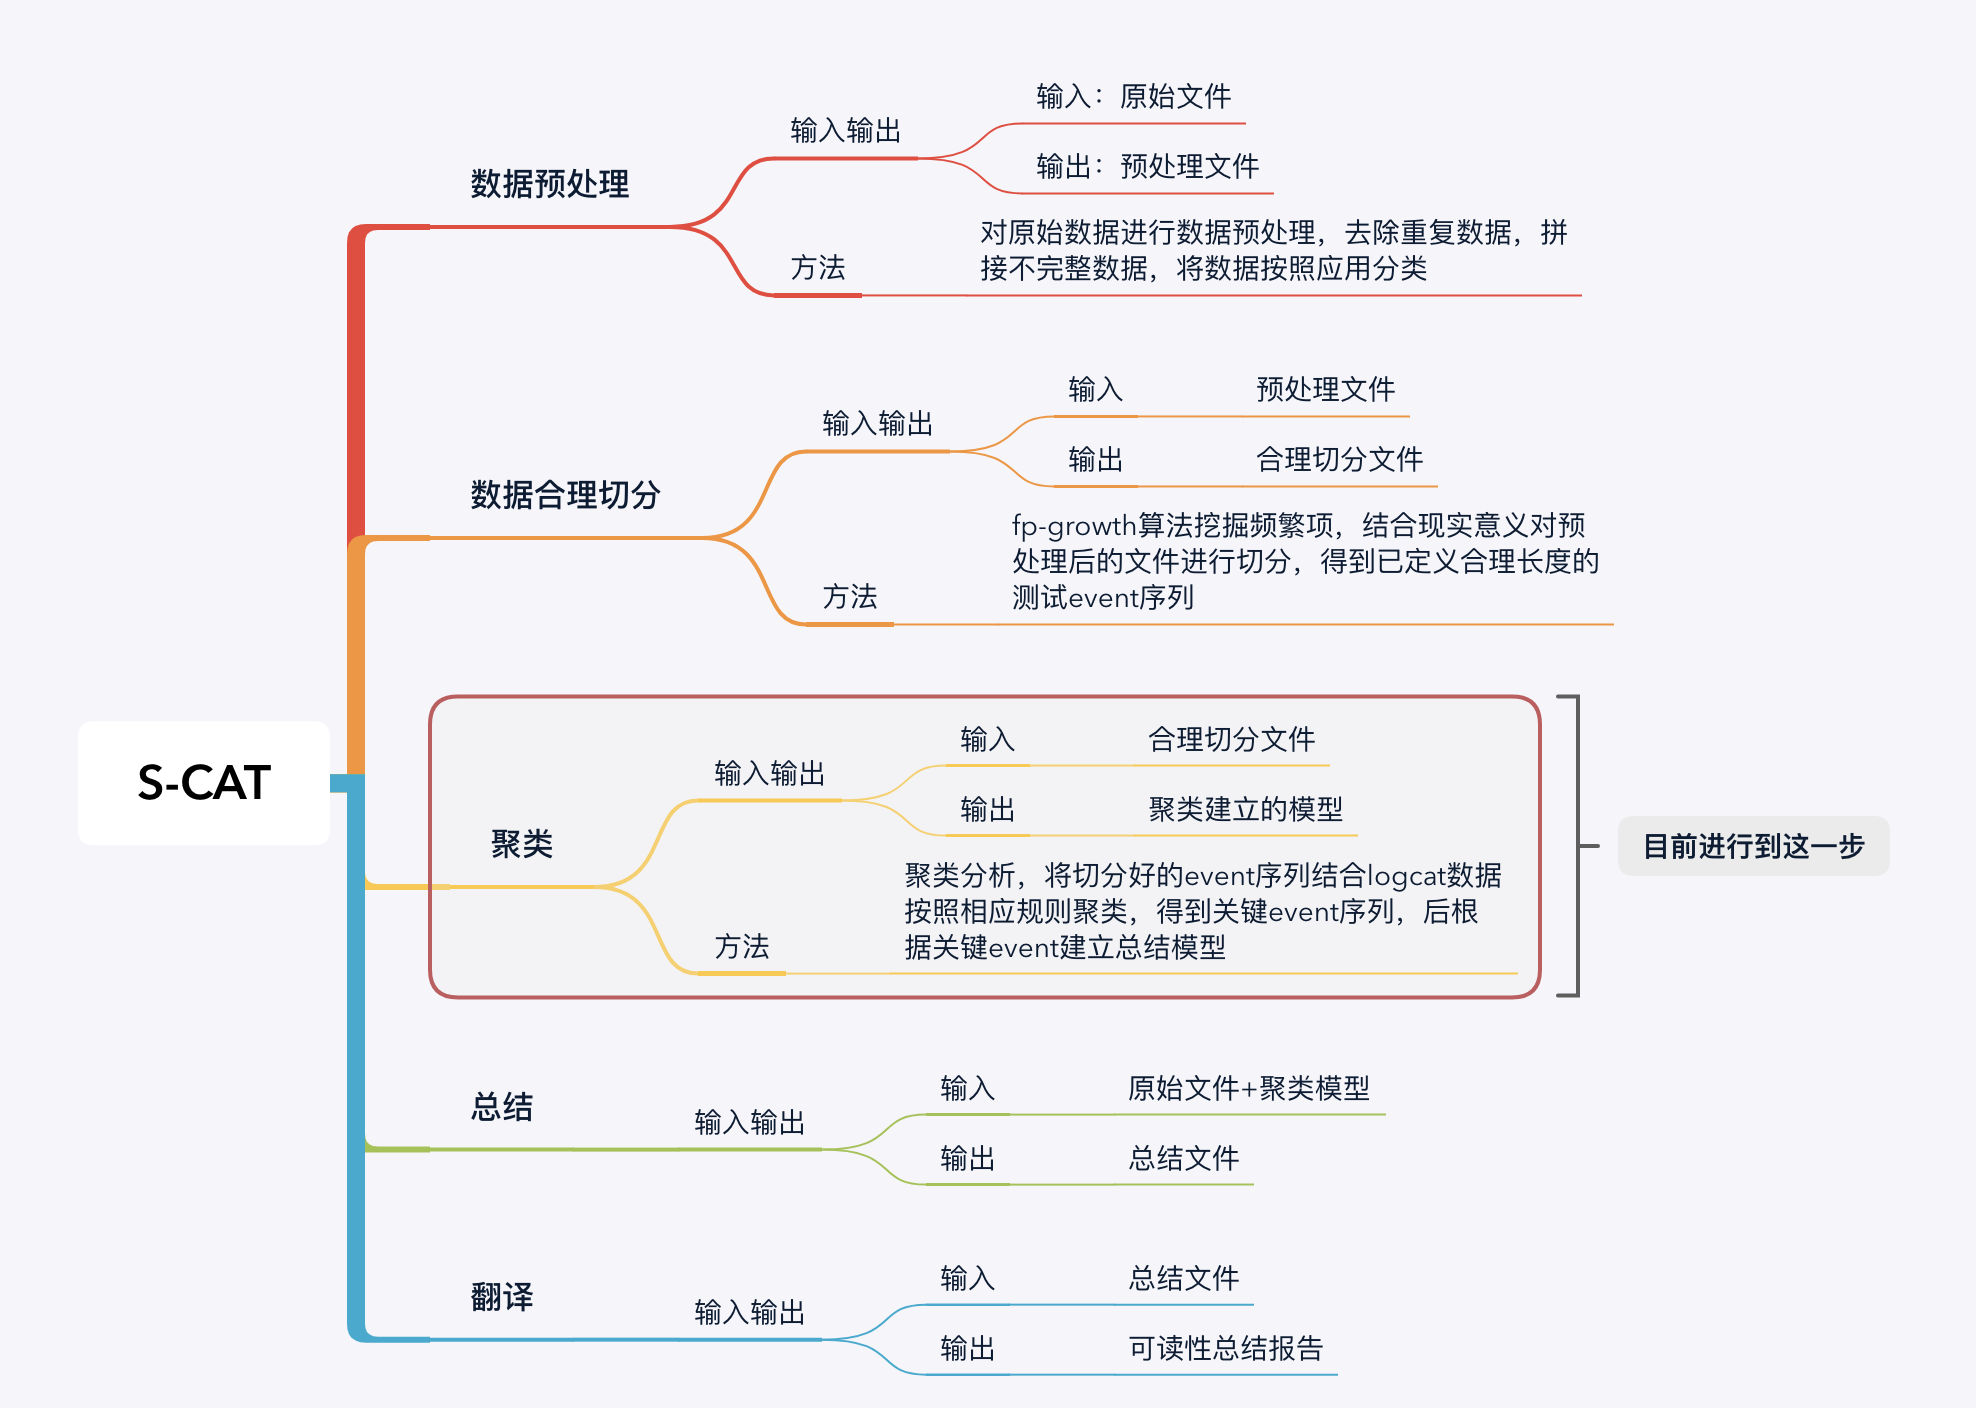 S-CAT
数据预处理
输入输出
输入：原始文件
输出：预处理文件
方法
对原始数据进行数据预处理，去除重复数据，拼
接不完整数据，将数据按照应用分类
数据合理切分
输入输出
输入
预处理文件
输出
合理切分文件
方法
fp-growth算法挖掘频繁项，结合现实意义对预
处理后的文件进行切分，得到已定义合理长度的
测试event序列
聚类
输入输出
输入
合理切分文件
输出
聚类建立的模型
方法
聚类分析，将切分好的event序列结合logcat数据
按照相应规则聚类，得到关键event序列，后根
据关键event建立总结模型
目前进行到这一步
总结
输入输出
输入
原始文件+聚类模型
输出
总结文件
翻译
输入输出
输入
总结文件
输出
可读性总结报告